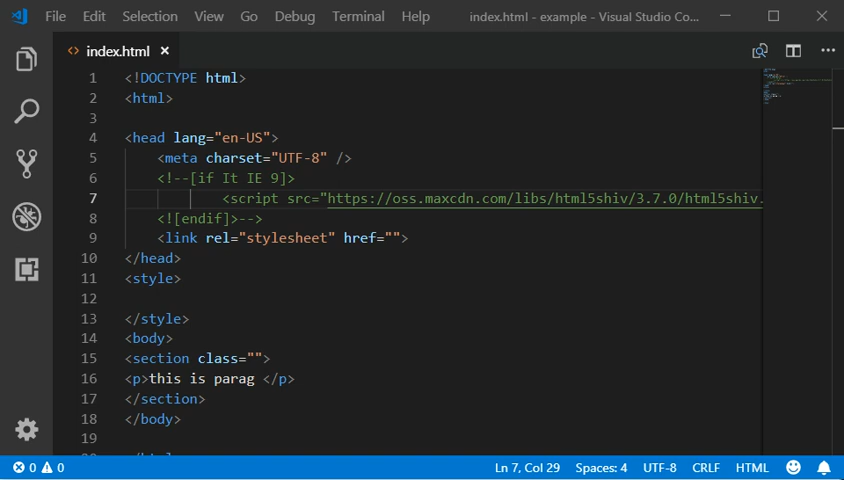 File Edit Selection View Go Debug Terminal Help index.html - example - Visual Studio Co...
<> index.html ×
1 <!DOCTYPE html>
2 <html>
3
4 <head lang="en-US">
5 <meta charset="UTF-8" />
6 <!--[if It IE 9]>
7 <script src="https://oss.maxcdn.com/libs/html5shiv/3.7.0/html5shiv.
8 <![endif]>-->
9 <link rel="stylesheet" href="">
10 </head>
11 <style>
12
13 </style>
14 <body>
15 <section class="">
16 <p>this is parag </p>
17 </section>
18 </body>
19
0 0 Ln 7, Col 29 Spaces: 4 UTF-8 CRLF HTML